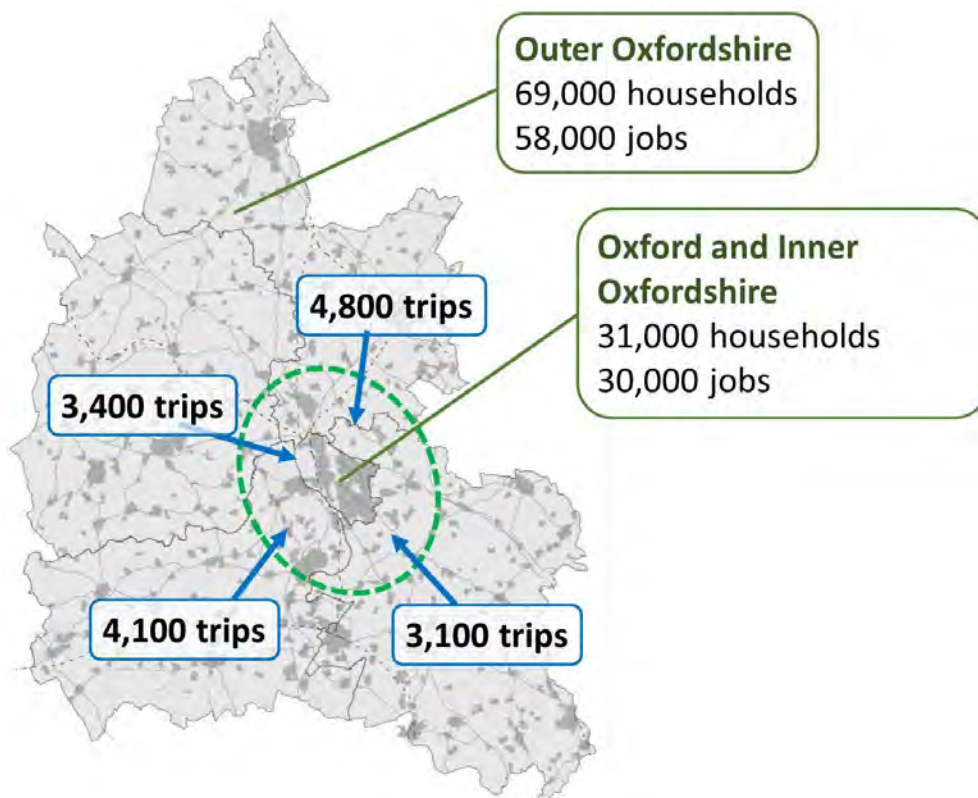 Outer Oxfordshire
69,000 households
58,000 jobs
Oxford and Inner
Oxfordshire
31,000 households
30,000 jobs
4,800 trips
3,400 trips
4,100 trips
3,100 trips